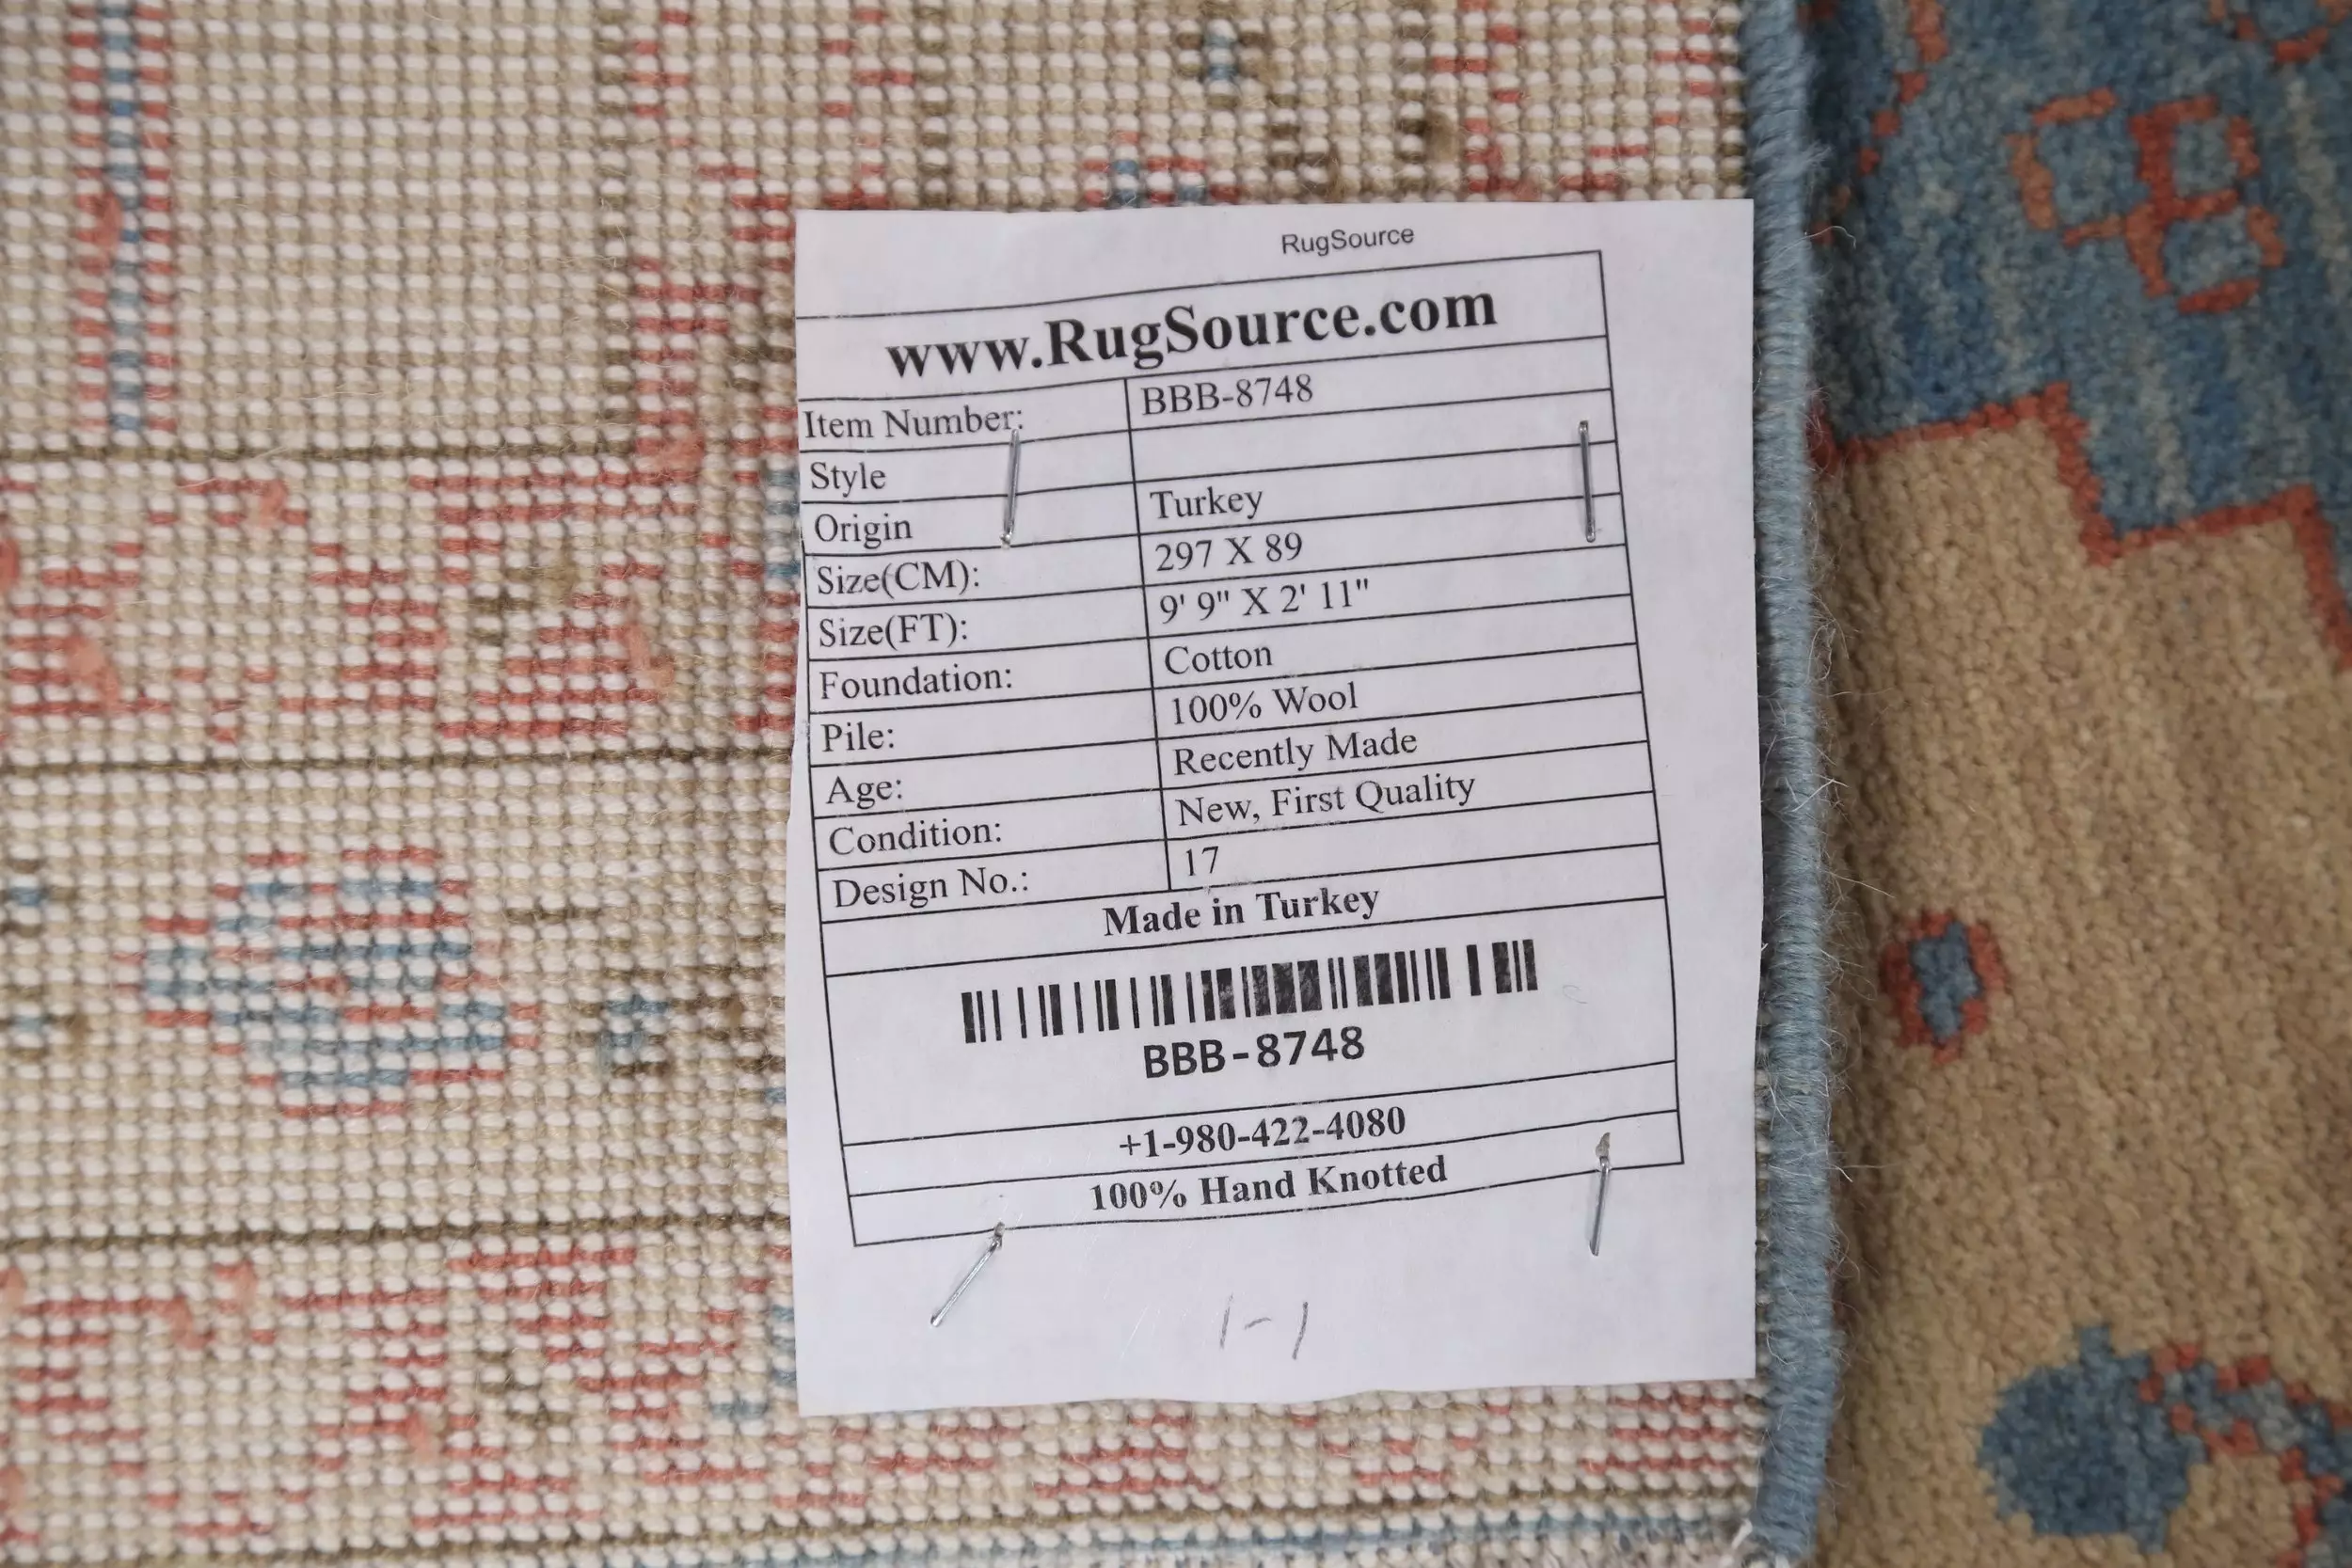 RugSource
www.RugSource.com
Item Number: BBB-8748
Style
Origin Turkey
Size(CM): 297 X 89
Size(FT): 9' 9" X 2' 11"
Foundation: Cotton
Pile: 100% Wool
Age: Recently Made
Condition: New, First Quality
Design No.: 17
Made in Turkey
BBB-8748
+1-980-422-4080
100% Hand Knotted
1-1